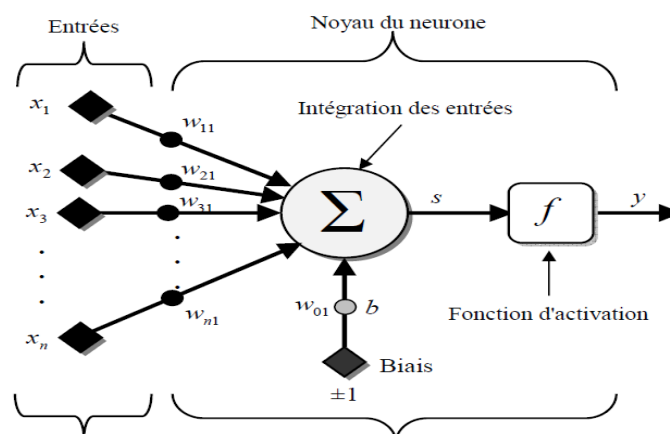 Entrées
Noyau du neurone
Intégration des entrées
x₁
w₁₁
x₂
w₂₁
x₃
w₃₁
Σ
s
f
y
xₙ
wₙ₁
w₀₁
b
Fonction d'activation
Biais
±1